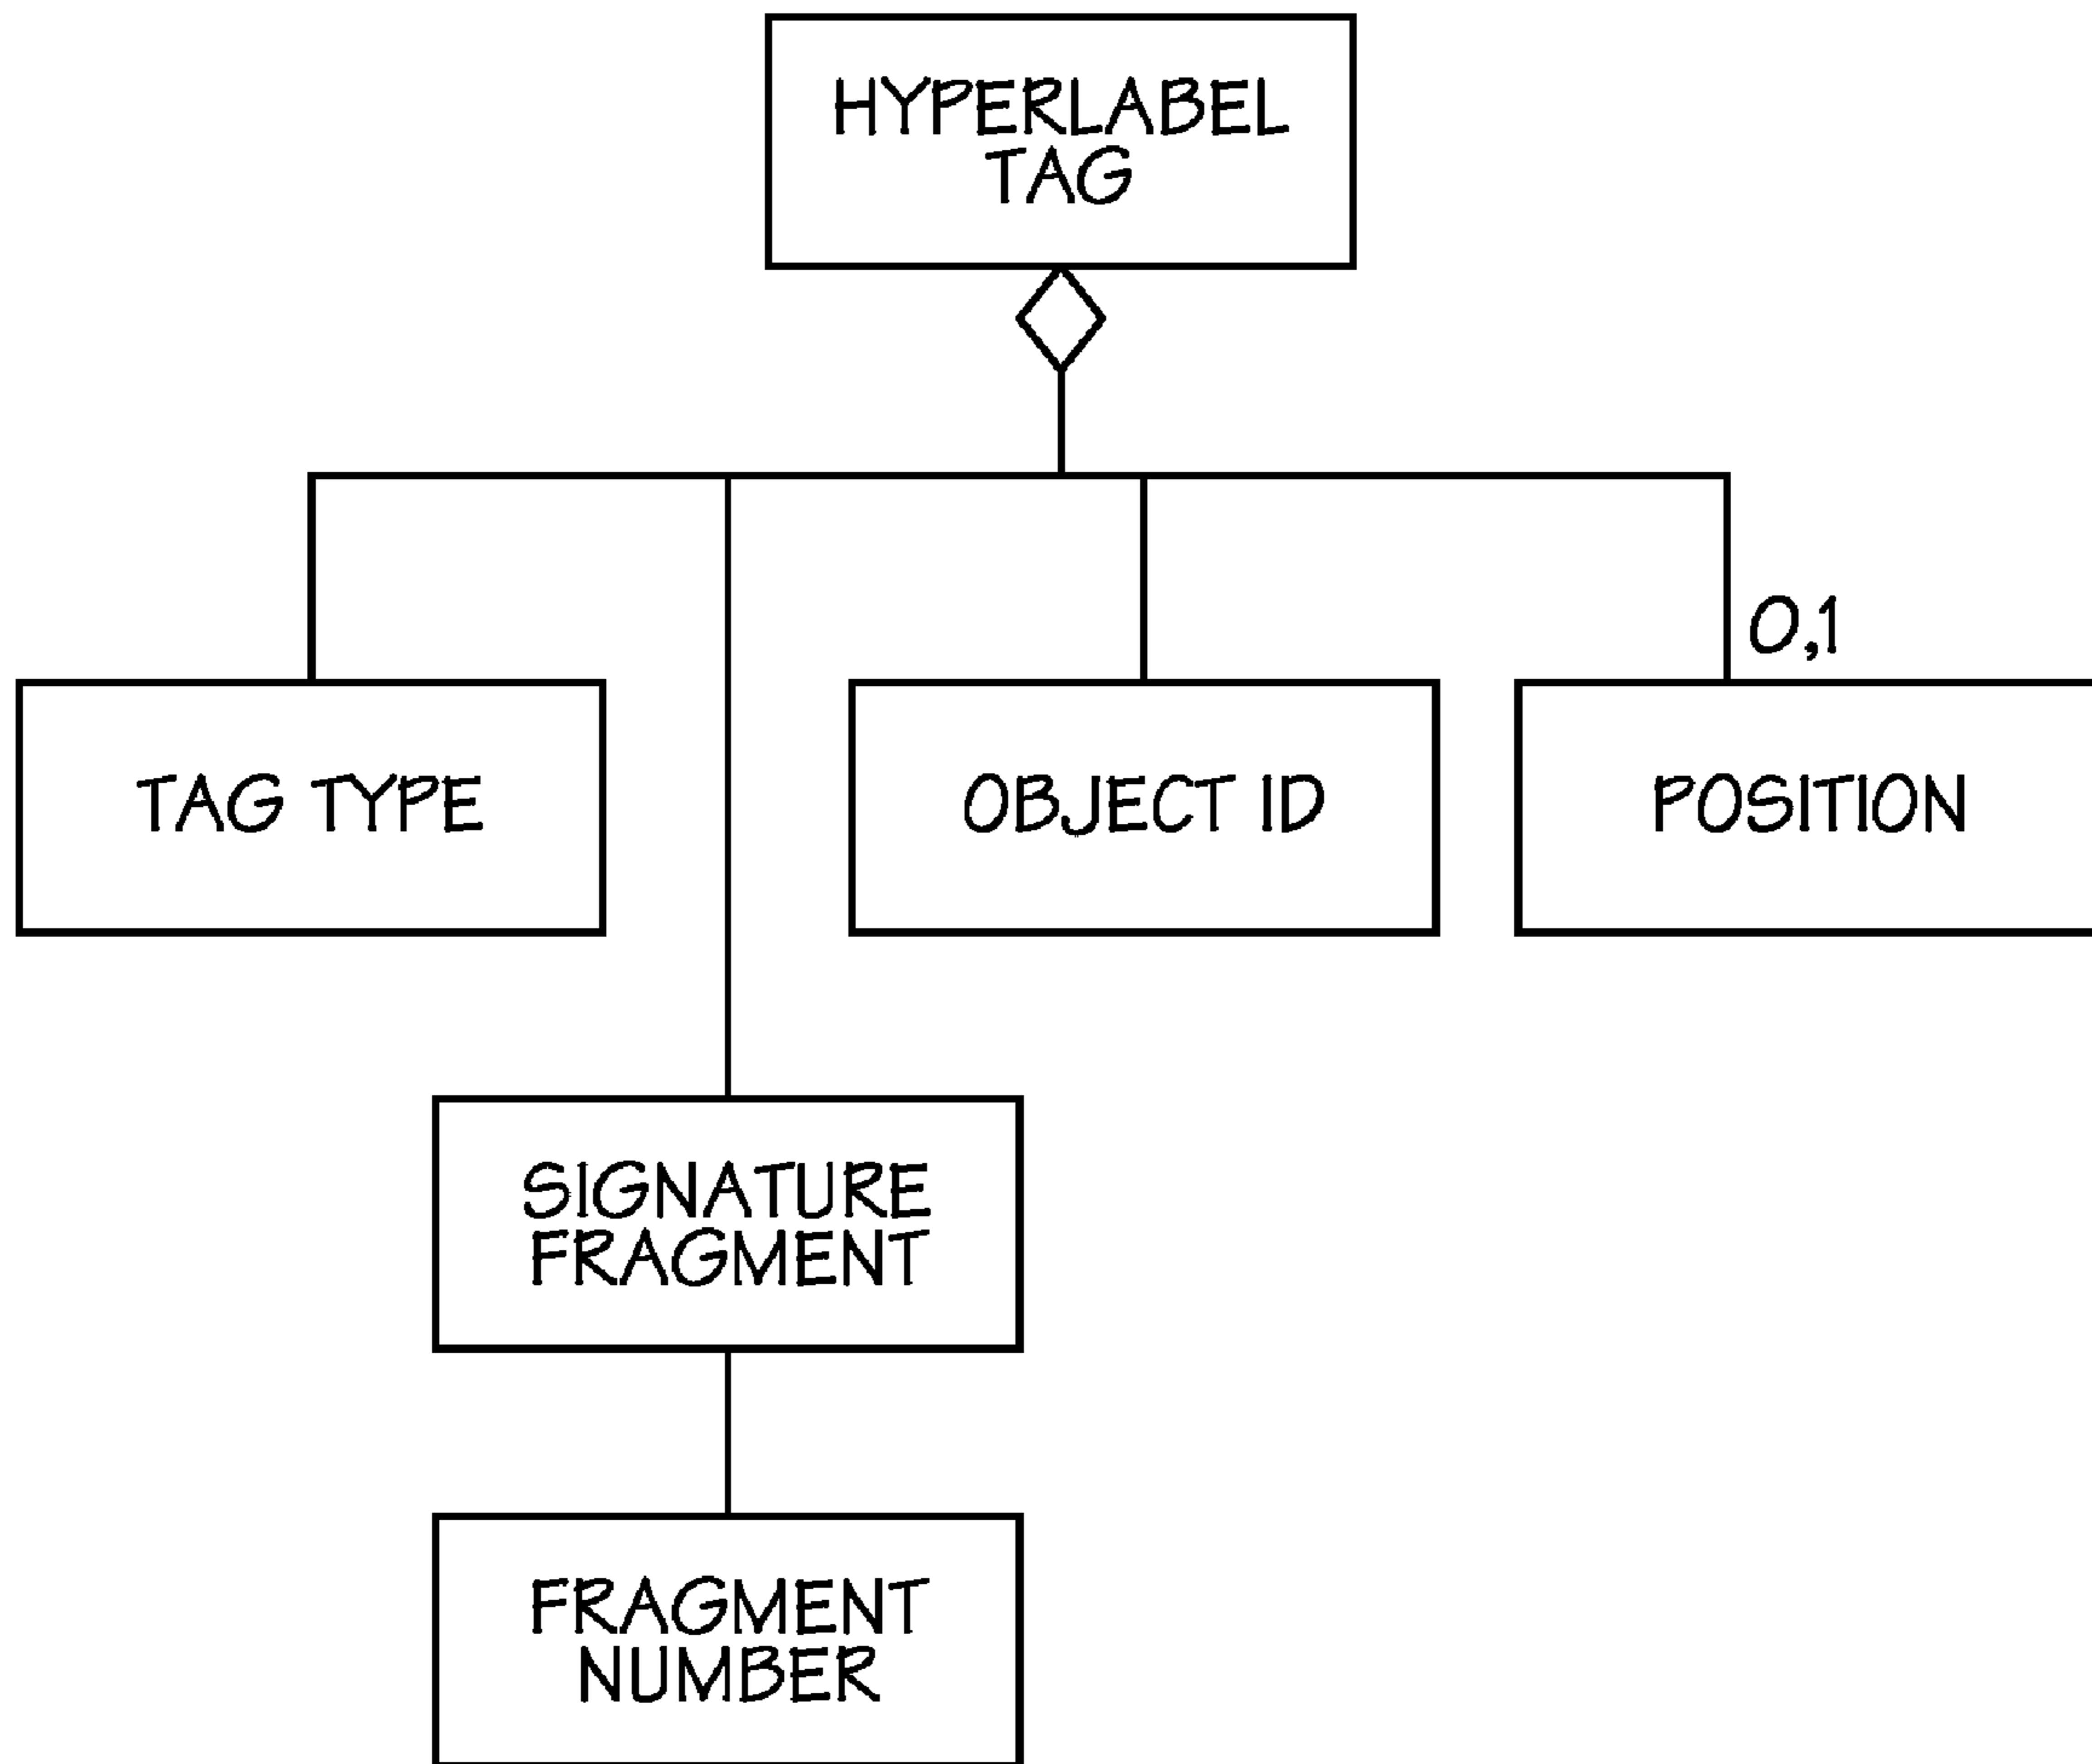 HYPERLABEL
TAG
0,1
TAG TYPE
OBJECT ID
POSITION
SIGNATURE
FRAGMENT
FRAGMENT
NUMBER